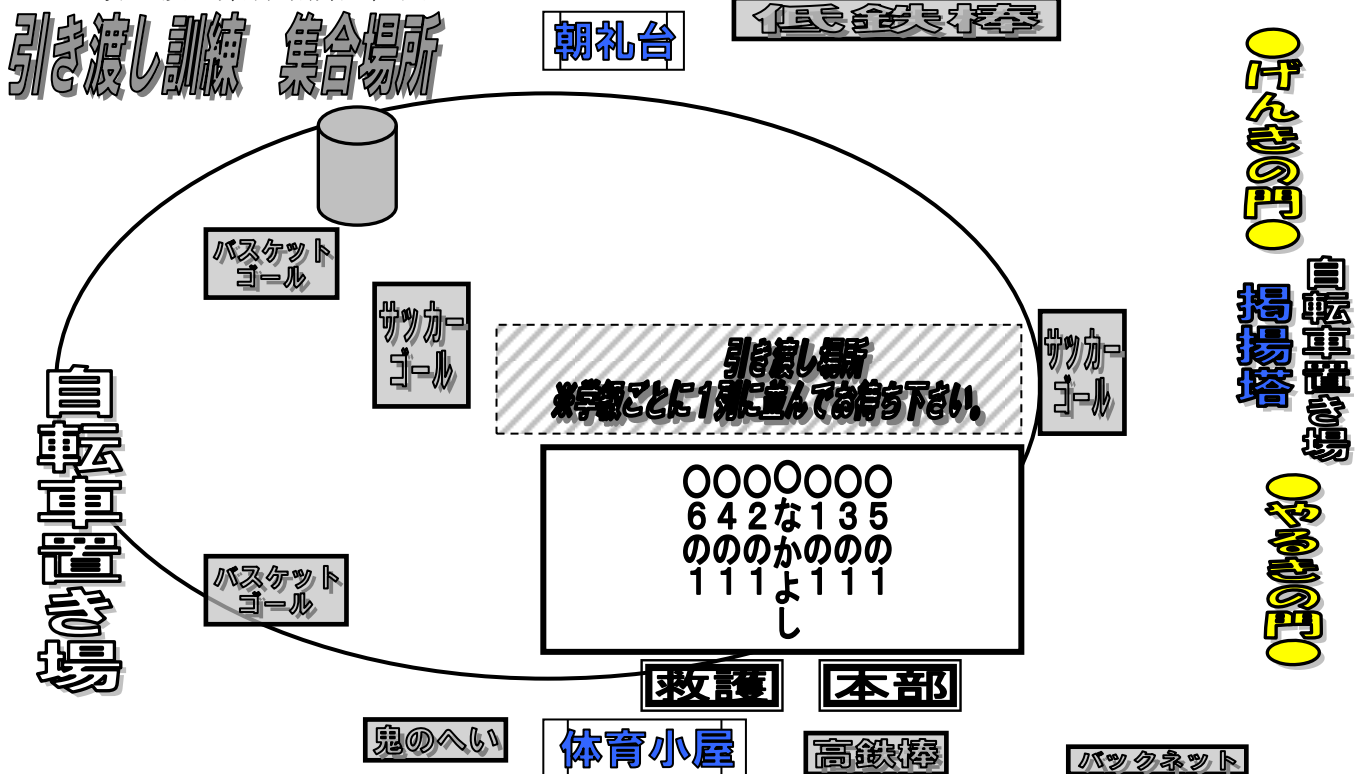 引き渡し訓練　集合場所
朝礼台
低鉄棒
●げんきの門●
バスケット
ゴール
サッカー
ゴール
引き渡し場所
※学級ごとに1列に並んでお待ち下さい。
サッカー
ゴール
掲揚塔
自転車置き場
自転車置き場
○6の1
○4の1
○2の1
○なかよし
○1の1
○3の1
○5の1
●やるきの門●
バスケット
ゴール
救護
本部
鬼のへい
体育小屋
高鉄棒
バックネット